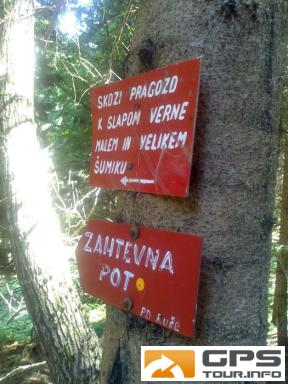 SKOZI PRAGOZD
K SLAPOM VERNE
MALEM IN VELIKEM
ŠUMIKU
ZAHTEVNA
POT
PD RUŠE
GPS
TOUR.INFO